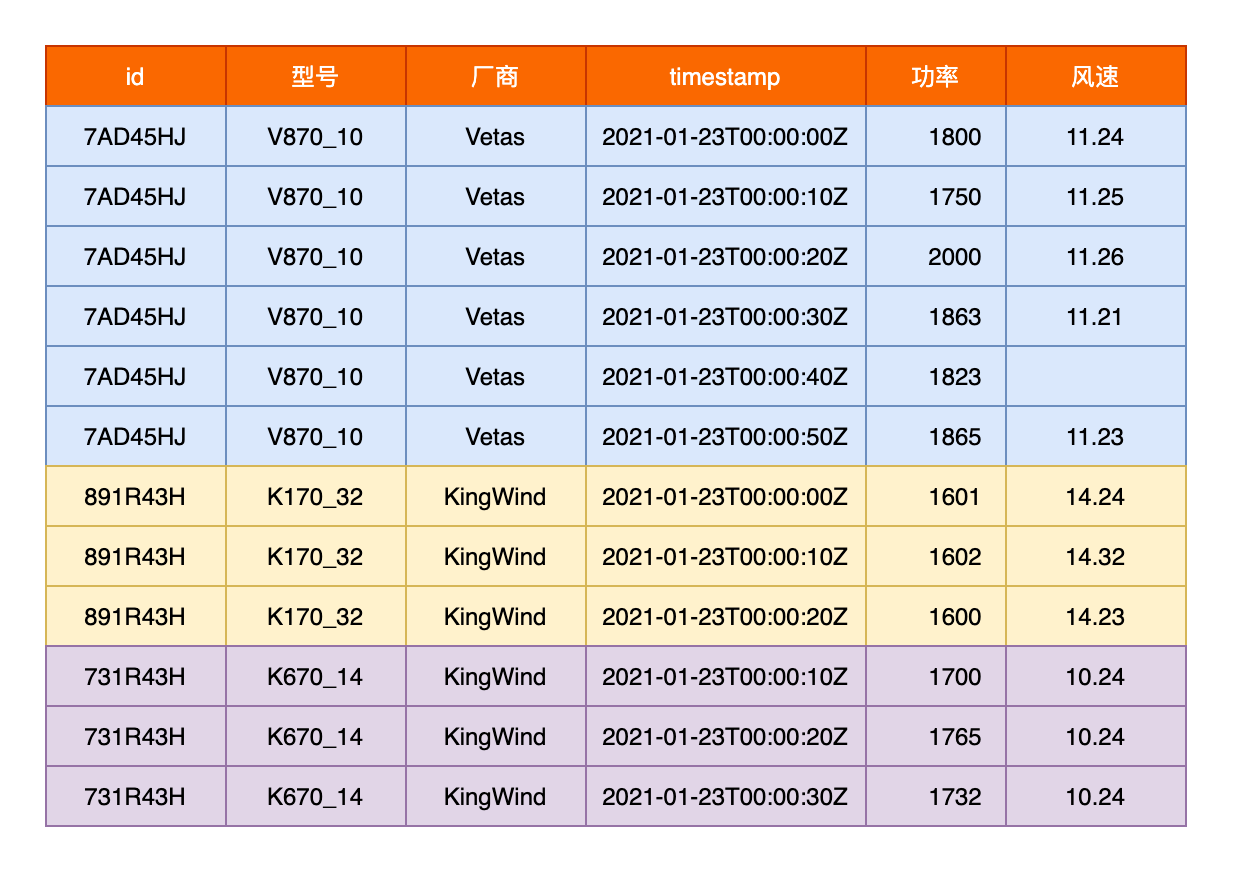 id 型号 厂商 timestamp 功率 风速
7AD45HJ V870_10 Vetas 2021-01-23T00:00:00Z 1800 11.24
7AD45HJ V870_10 Vetas 2021-01-23T00:00:10Z 1750 11.25
7AD45HJ V870_10 Vetas 2021-01-23T00:00:20Z 2000 11.26
7AD45HJ V870_10 Vetas 2021-01-23T00:00:30Z 1863 11.21
7AD45HJ V870_10 Vetas 2021-01-23T00:00:40Z 1823
7AD45HJ V870_10 Vetas 2021-01-23T00:00:50Z 1865 11.23
891R43H K170_32 KingWind 2021-01-23T00:00:00Z 1601 14.24
891R43H K170_32 KingWind 2021-01-23T00:00:10Z 1602 14.32
891R43H K170_32 KingWind 2021-01-23T00:00:20Z 1600 14.23
731R43H K670_14 KingWind 2021-01-23T00:00:10Z 1700 10.24
731R43H K670_14 KingWind 2021-01-23T00:00:20Z 1765 10.24
731R43H K670_14 KingWind 2021-01-23T00:00:30Z 1732 10.24